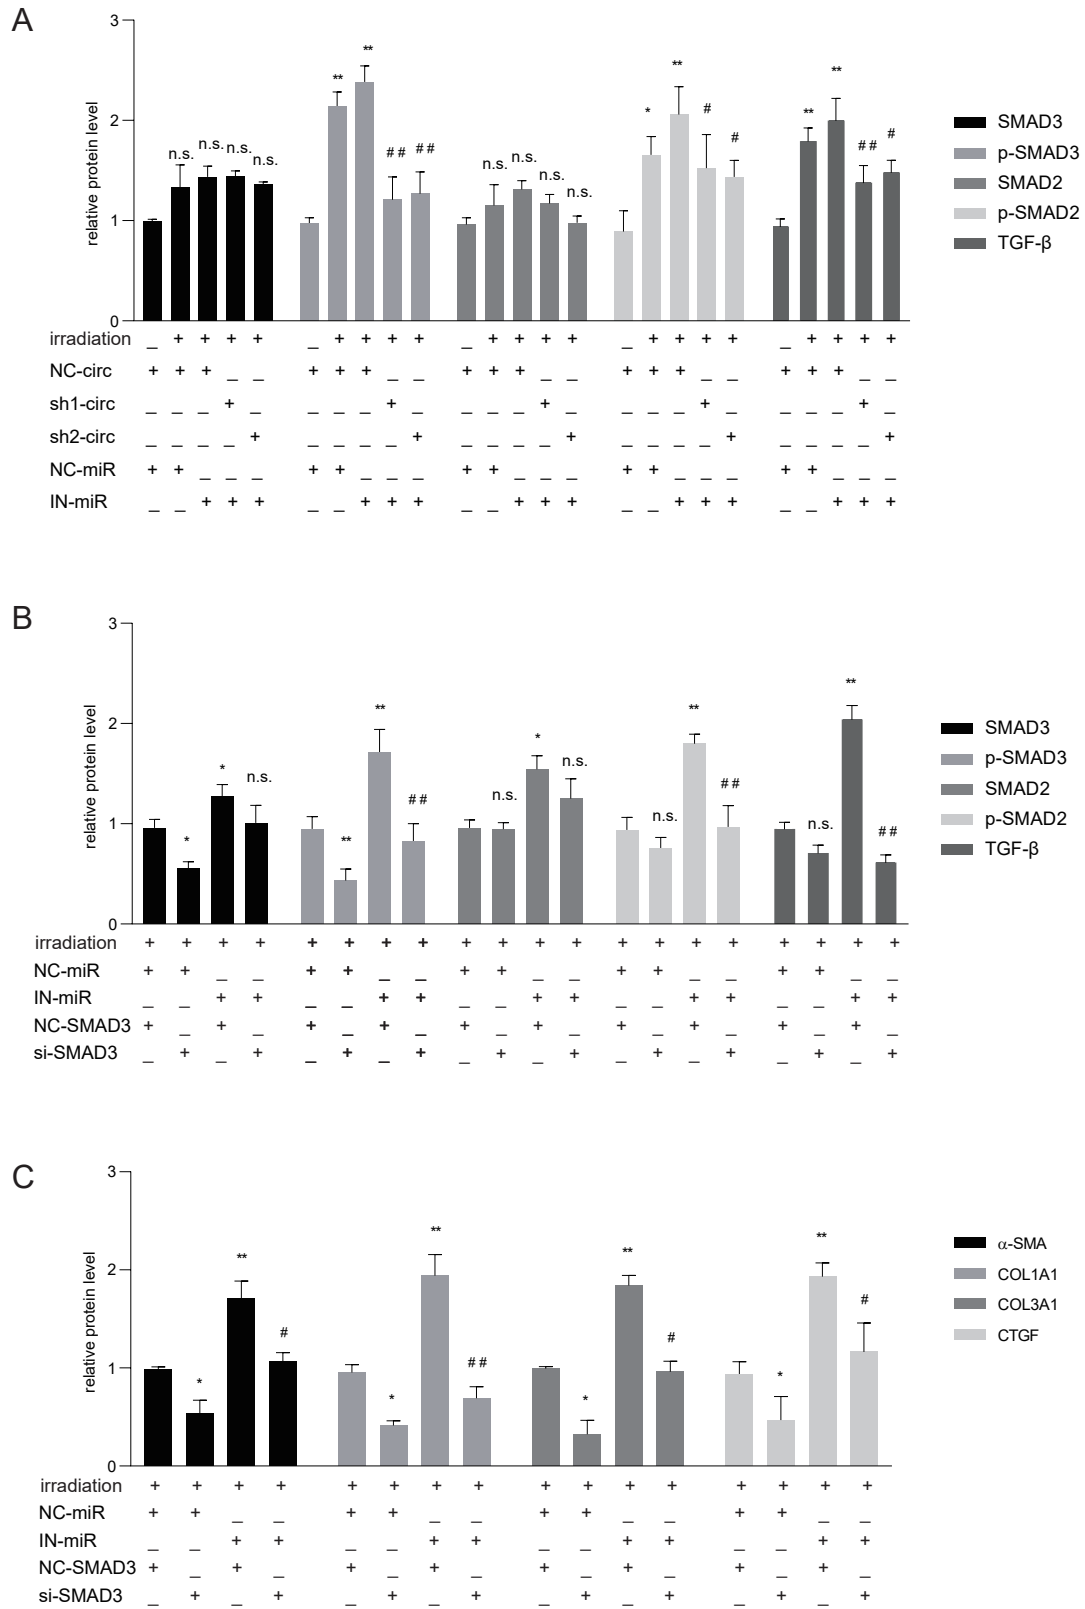 A
relative protein level
3
2
1
0
n.s. n.s. n.s. n.s.
** ** ## ##
n.s. n.s. n.s. n.s.
* ** # #
** ** ## #
SMAD3
p-SMAD3
SMAD2
p-SMAD2
TGF-β
irradiation _ + + + + _ + + + + _ + + + + _ + + + + _ + + + +
NC-circ + + + _ _ + + + _ _ + + + _ _ + + + _ _ + + + _ _
sh1-circ _ _ _ + _ _ _ _ + _ _ _ _ + _ _ _ _ + _ _ _ _ + _
sh2-circ _ _ _ _ + _ _ _ _ + _ _ _ _ + _ _ _ _ + _ _ _ _ +
NC-miR + + _ _ _ + + _ _ _ + + _ _ _ + + _ _ _ + + _ _ _
IN-miR _ _ + + + _ _ + + + _ _ + + + _ _ + + + _ _ + + +
B
relative protein level
3
2
1
0
* * n.s.
** ** ##
n.s. * n.s.
n.s. ** ##
n.s. ** ##
SMAD3
p-SMAD3
SMAD2
p-SMAD2
TGF-β
irradiation + + + + + + + + + + + + + + + + + + + +
NC-miR + + _ _ + + _ _ + + _ _ + + _ _ + + _ _
IN-miR _ _ + + _ _ + + _ _ + + _ _ + + _ _ + +
NC-SMAD3 + _ + _ + _ + _ + _ + _ + _ + _ + _ + _
si-SMAD3 _ + _ + _ + _ + _ + _ + _ + _ + _ + _ +
C
relative protein level
3
2
1
0
* ** #
* ** ##
* ** #
* ** #
α-SMA
COL1A1
COL3A1
CTGF
irradiation + + + + + + + + + + + + + + + +
NC-miR + + _ _ + + _ _ + + _ _ + + _ _
IN-miR _ _ + + _ _ + + _ _ + + _ _ + +
NC-SMAD3 + _ + _ + _ + _ + _ + _ + _ + _
si-SMAD3 _ + _ + _ + _ + _ + _ + _ + _ +